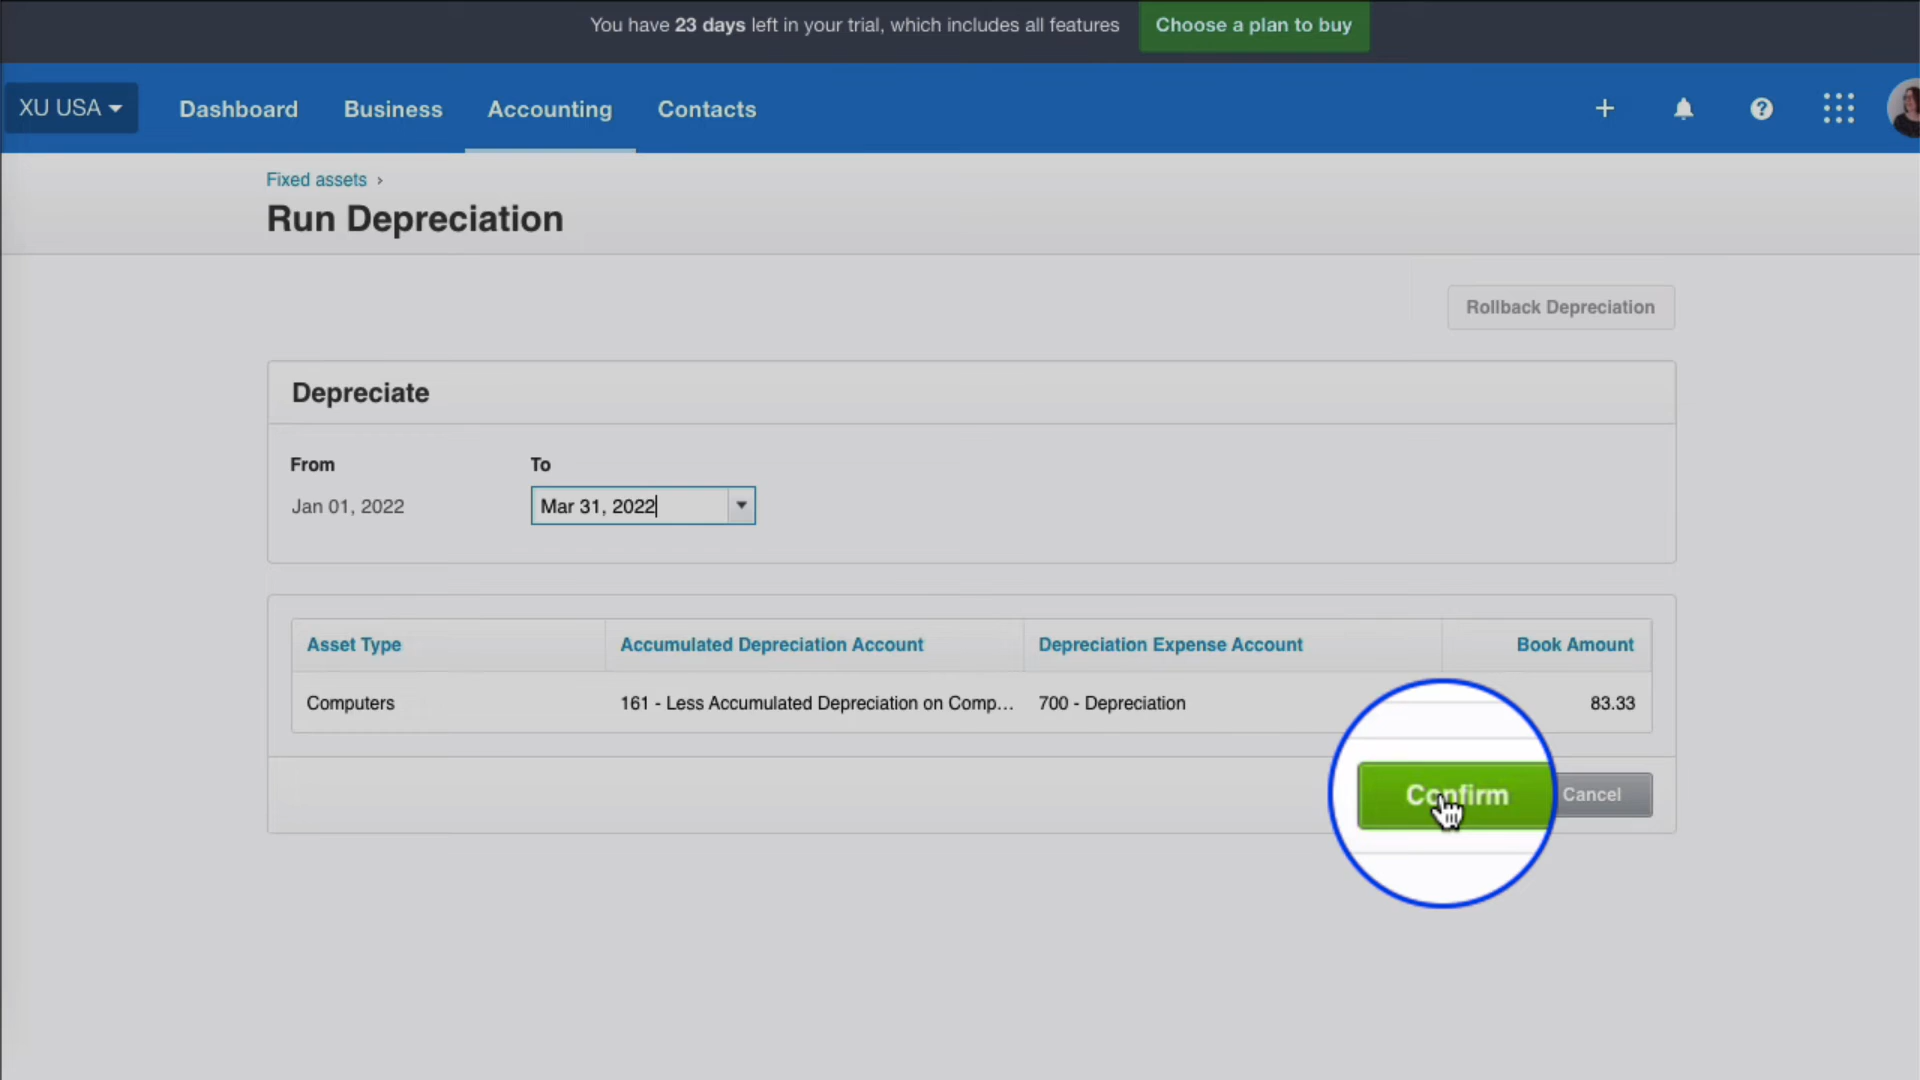 You have 23 days left in your trial, which includes all features
Choose a plan to buy
XU USA
Dashboard
Business
Accounting
Contacts
Fixed assets ›
Run Depreciation
Rollback Depreciation
Depreciate
From
To
Jan 01, 2022
Mar 31, 2022
Asset Type
Accumulated Depreciation Account
Depreciation Expense Account
Book Amount
Computers
161 - Less Accumulated Depreciation on Comp...
700 - Depreciation
83.33
Confirm
Cancel